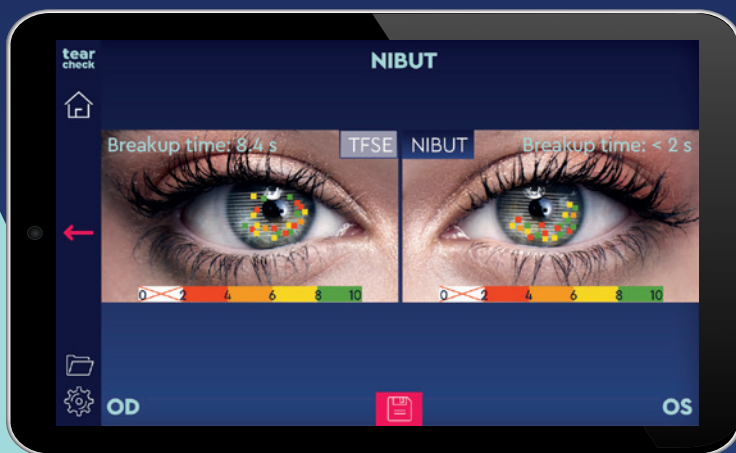 tear
check
NIBUT
Breakup time: 8.4 s
TFSE
NIBUT
Breakup time: < 2 s
0 2 4 6 8 10
0 2 4 6 8 10
OD
OS